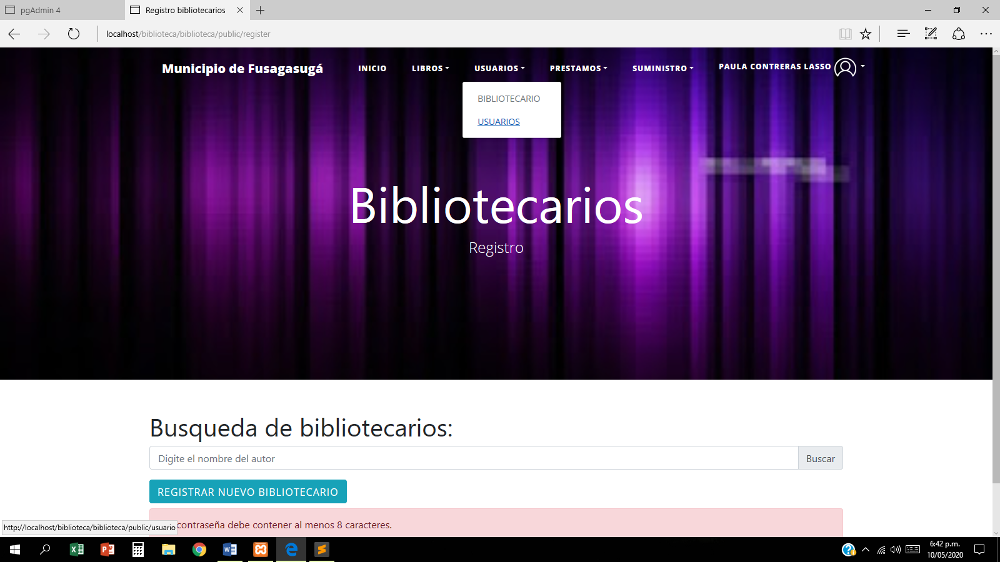 pgAdmin 4
Registro bibliotecarios
localhost/biblioteca/biblioteca/public/register
Municipio de Fusagasugá
INICIO
LIBROS
USUARIOS
PRESTAMOS
SUMINISTRO
PAULA CONTRERAS LASSO
BIBLIOTECARIO
USUARIOS
Bibliotecarios
Registro
Busqueda de bibliotecarios:
Digite el nombre del autor
Buscar
REGISTRAR NUEVO BIBLIOTECARIO
contraseña debe contener al menos 8 caracteres.
http://localhost/biblioteca/biblioteca/public/usuario
6:42 p.m.
10/05/2020